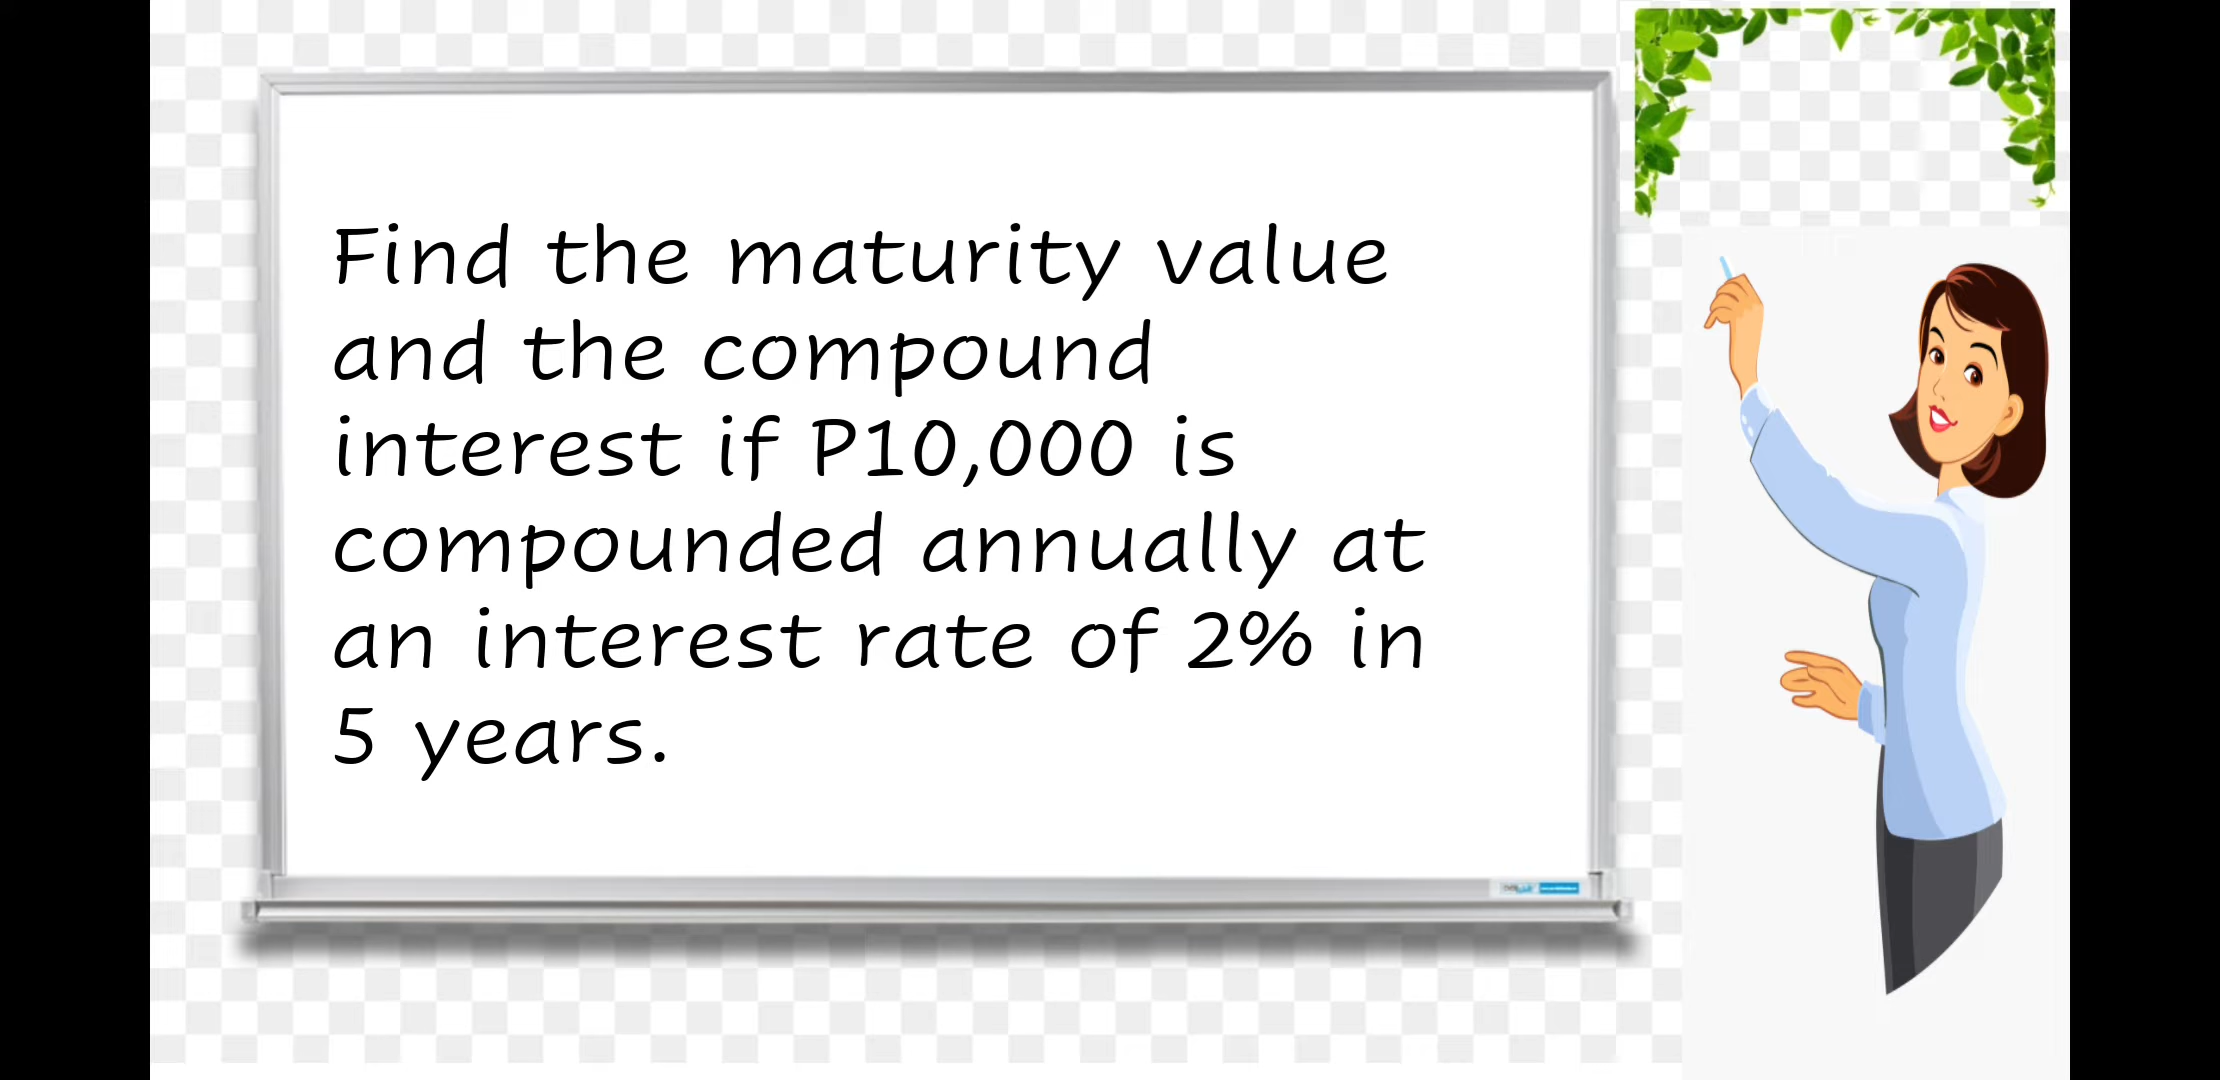 Find the maturity value
and the compound
interest if P10,000 is
compounded annually at
an interest rate of 2% in
5 years.